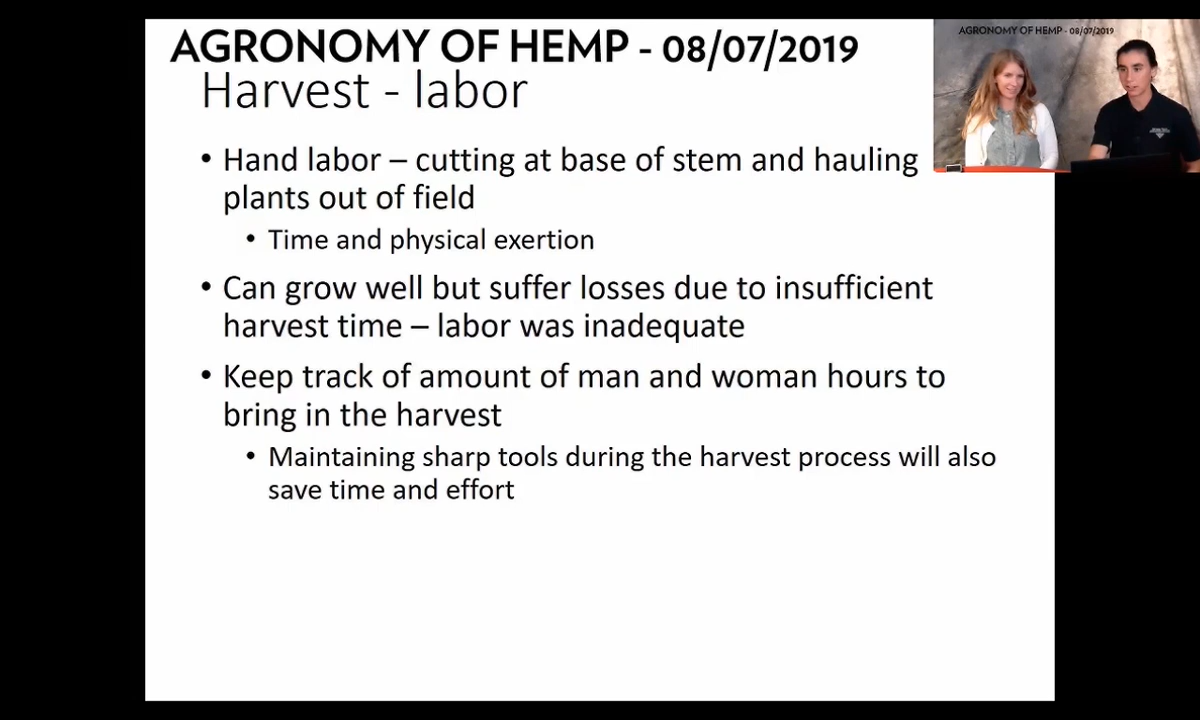 AGRONOMY OF HEMP - 08/07/2019
Harvest - labor
AGRONOMY OF HEMP - 08/07/2019
• Hand labor – cutting at base of stem and hauling
plants out of field
• Time and physical exertion
• Can grow well but suffer losses due to insufficient
harvest time – labor was inadequate
• Keep track of amount of man and woman hours to
bring in the harvest
• Maintaining sharp tools during the harvest process will also
save time and effort